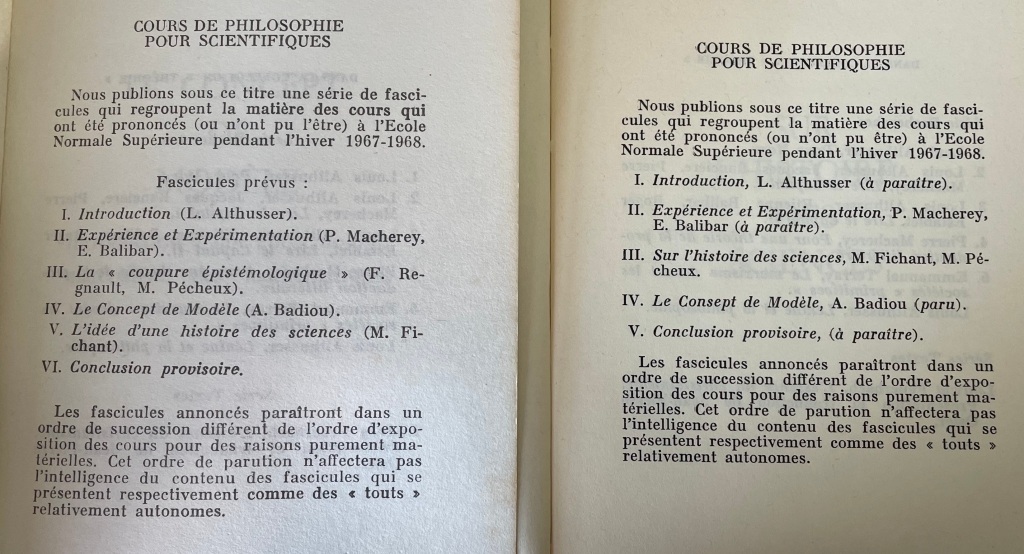 COURS DE PHILOSOPHIE
POUR SCIENTIFIQUES
Nous publions sous ce titre une série de fasci-
cules qui regroupent la matière des cours qui
ont été prononcés (ou n'ont pu l'être) à l'Ecole
Normale Supérieure pendant l'hiver 1967-1968.
Fascicules prévus :
I. Introduction (L. Althusser).
II. Expérience et Expérimentation (P. Macherey,
E. Balibar).
III. La « coupure épistémologique » (F. Re-
gnault, M. Pécheux).
IV. Le Concept de Modèle (A. Badiou).
V. L'idée d'une histoire des sciences (M. Fi-
chant).
VI. Conclusion provisoire.
Les fascicules annoncés paraîtront dans un
ordre de succession différent de l'ordre d'expo-
sition des cours pour des raisons purement ma-
térielles. Cet ordre de parution n'affectera pas
l'intelligence du contenu des fascicules qui se
présentent respectivement comme des « touts »
relativement autonomes.
COURS DE PHILOSOPHIE
POUR SCIENTIFIQUES
Nous publions sous ce titre une série de fasci-
cules qui regroupent la matière des cours qui
ont été prononcés (ou n'ont pu être) à l'Ecole
Normale Supérieure pendant l'hiver 1967-1968.
I. Introduction, L. Althusser (à paraître).
II. Expérience et Expérimentation, P. Macherey,
E. Balibar (à paraître).
III. Sur l'histoire des sciences, M. Fichant, M. Pé-
cheux.
IV. Le Consept de Modèle, A. Badiou (paru).
V. Conclusion provisoire, (à paraître).
Les fascicules annoncés paraîtront dans un
ordre de succession différent de l'ordre d'expo-
sition des cours pour des raisons purement ma-
térielles. Cet ordre de parution n'affectera pas
l'intelligence du contenu des fascicules qui se
présentent respectivement comme des « touts »
relativement autonomes.